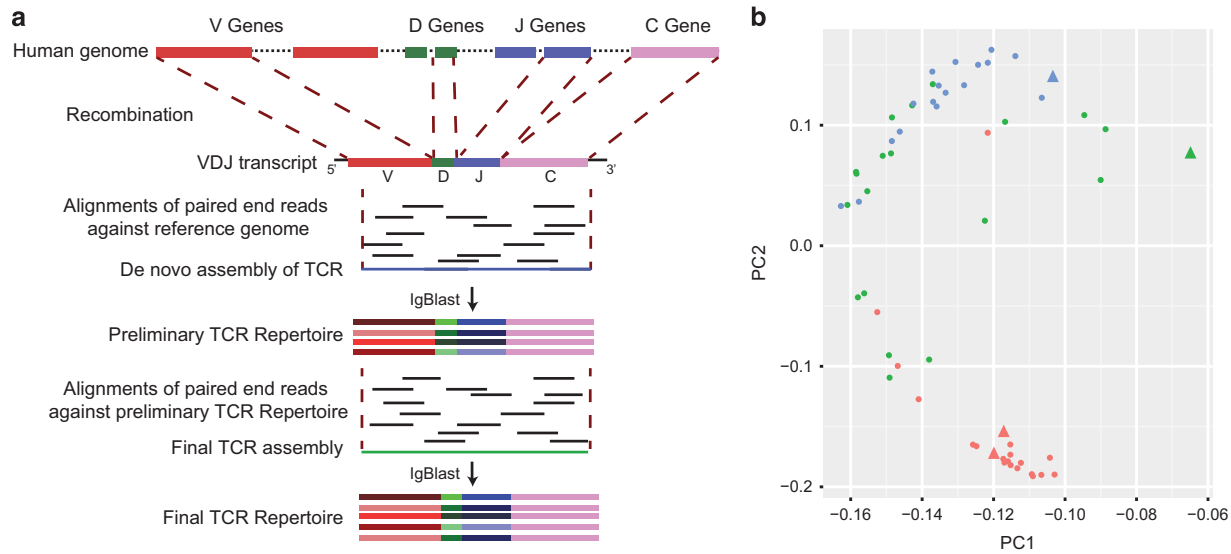 a
V Genes
D Genes
J Genes
C Gene
Human genome
Recombination
VDJ transcript
5'
3'
V
D
J
C
Alignments of paired end reads
against reference genome
De novo assembly of TCR
IgBlast
Preliminary TCR Repertoire
Alignments of paired end reads
against preliminary TCR Repertoire
Final TCR assembly
IgBlast
Final TCR Repertoire
b
PC2
0.1
0.0
−0.1
−0.2
−0.16
−0.14
−0.12
−0.10
−0.08
−0.06
PC1